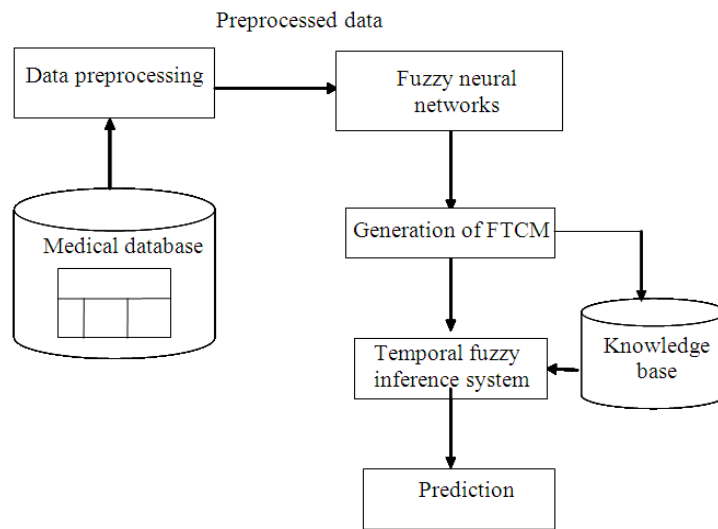 Preprocessed data
Data preprocessing
Fuzzy neural
networks
Medical database
Generation of FTCM
Temporal fuzzy
inference system
Knowledge
base
Prediction